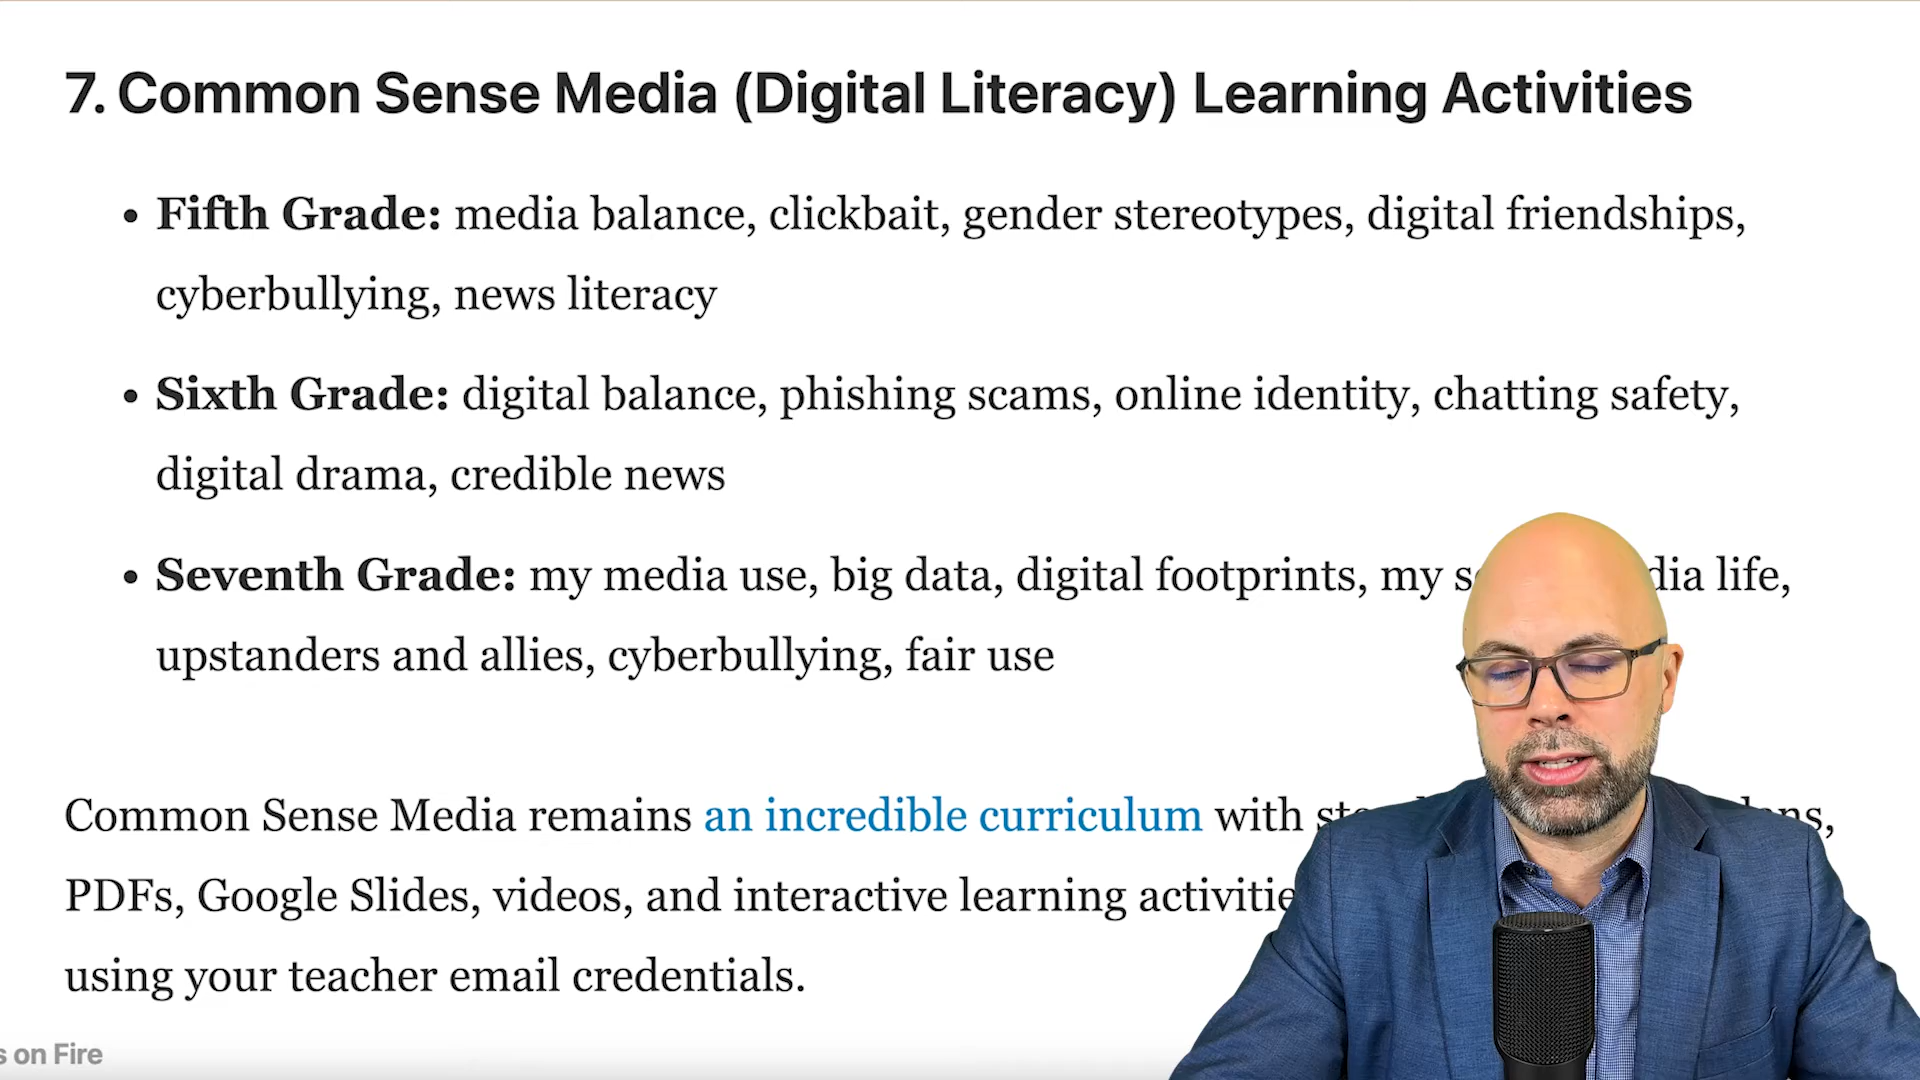 7. Common Sense Media (Digital Literacy) Learning Activities
• Fifth Grade: media balance, clickbait, gender stereotypes, digital friendships,
cyberbullying, news literacy
• Sixth Grade: digital balance, phishing scams, online identity, chatting safety,
digital drama, credible news
• Seventh Grade: my media use, big data, digital footprints, my life,
upstanders and allies, cyberbullying, fair use
Common Sense Media remains an incredible curriculum with
PDFs, Google Slides, videos, and interactive learning
using your teacher email credentials.
on Fire